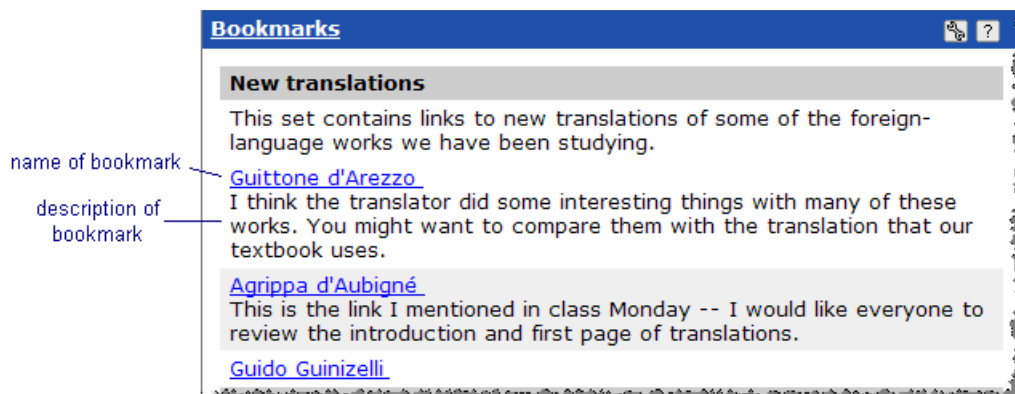 Bookmarks
?
New translations
This set contains links to new translations of some of the foreign-
language works we have been studying.
name of bookmark
Guittone d'Arezzo
description of
bookmark
I think the translator did some interesting things with many of these
works. You might want to compare them with the translation that our
textbook uses.
Agrippa d'Aubigné
This is the link I mentioned in class Monday -- I would like everyone to
review the introduction and first page of translations.
Guido Guinizelli